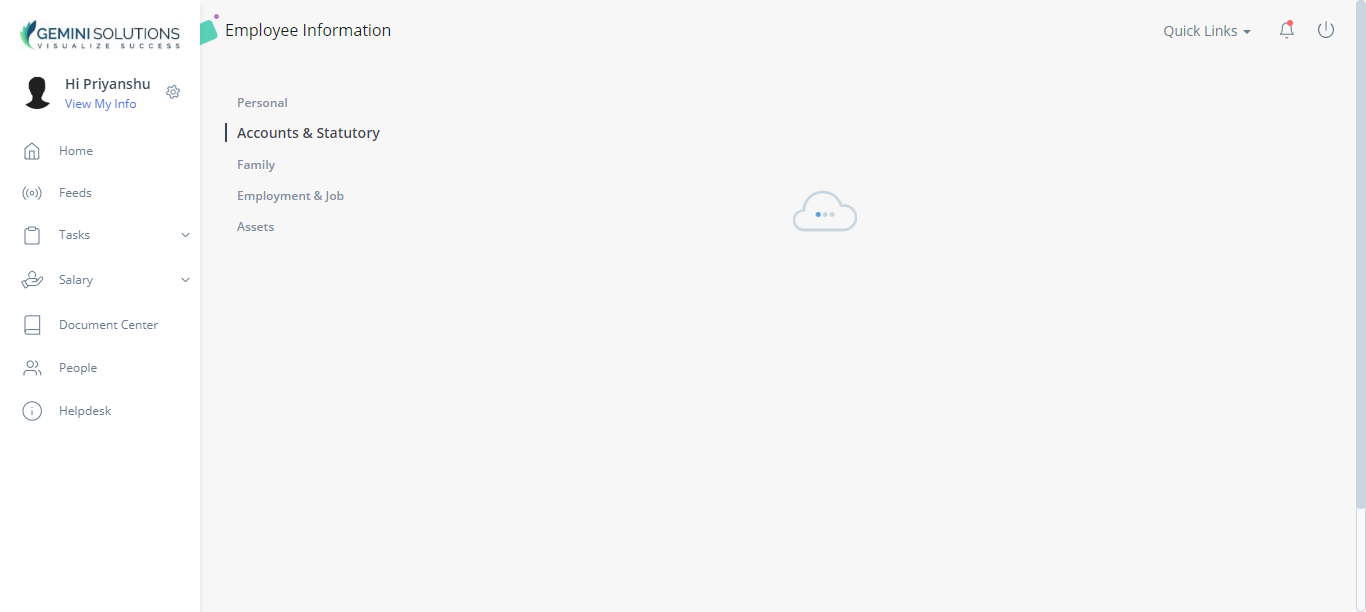 GEMINI SOLUTIONS
VISUALIZE SUCCESS
Hi Priyanshu
View My Info
Home
Feeds
Tasks
Salary
Document Center
People
Helpdesk
Employee Information
Quick Links
Personal
Accounts & Statutory
Family
Employment & Job
Assets